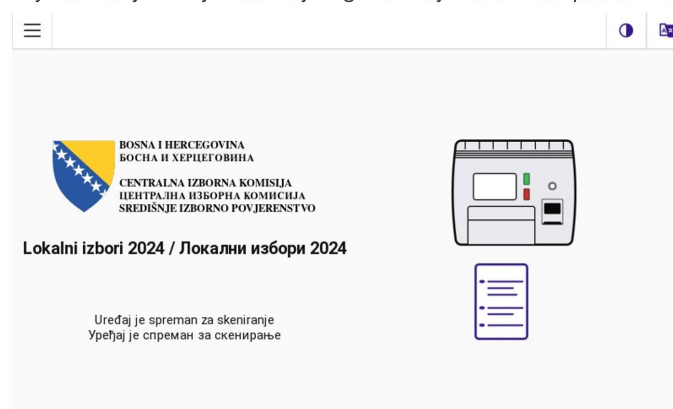 BOSNA I HERCEGOVINA
БОСНА И ХЕРЦЕГОВИНА
CENTRALNA IZBORNA KOMISIJA
ЦЕНТРАЛНА ИЗБОРНА КОМИСИЈА
SREDIŠNJE IZBORNO POVJERENSTVO
Lokalni izbori 2024 / Локални избори 2024
Uređaj je spreman za skeniranje
Уређај је спреман за скенирање